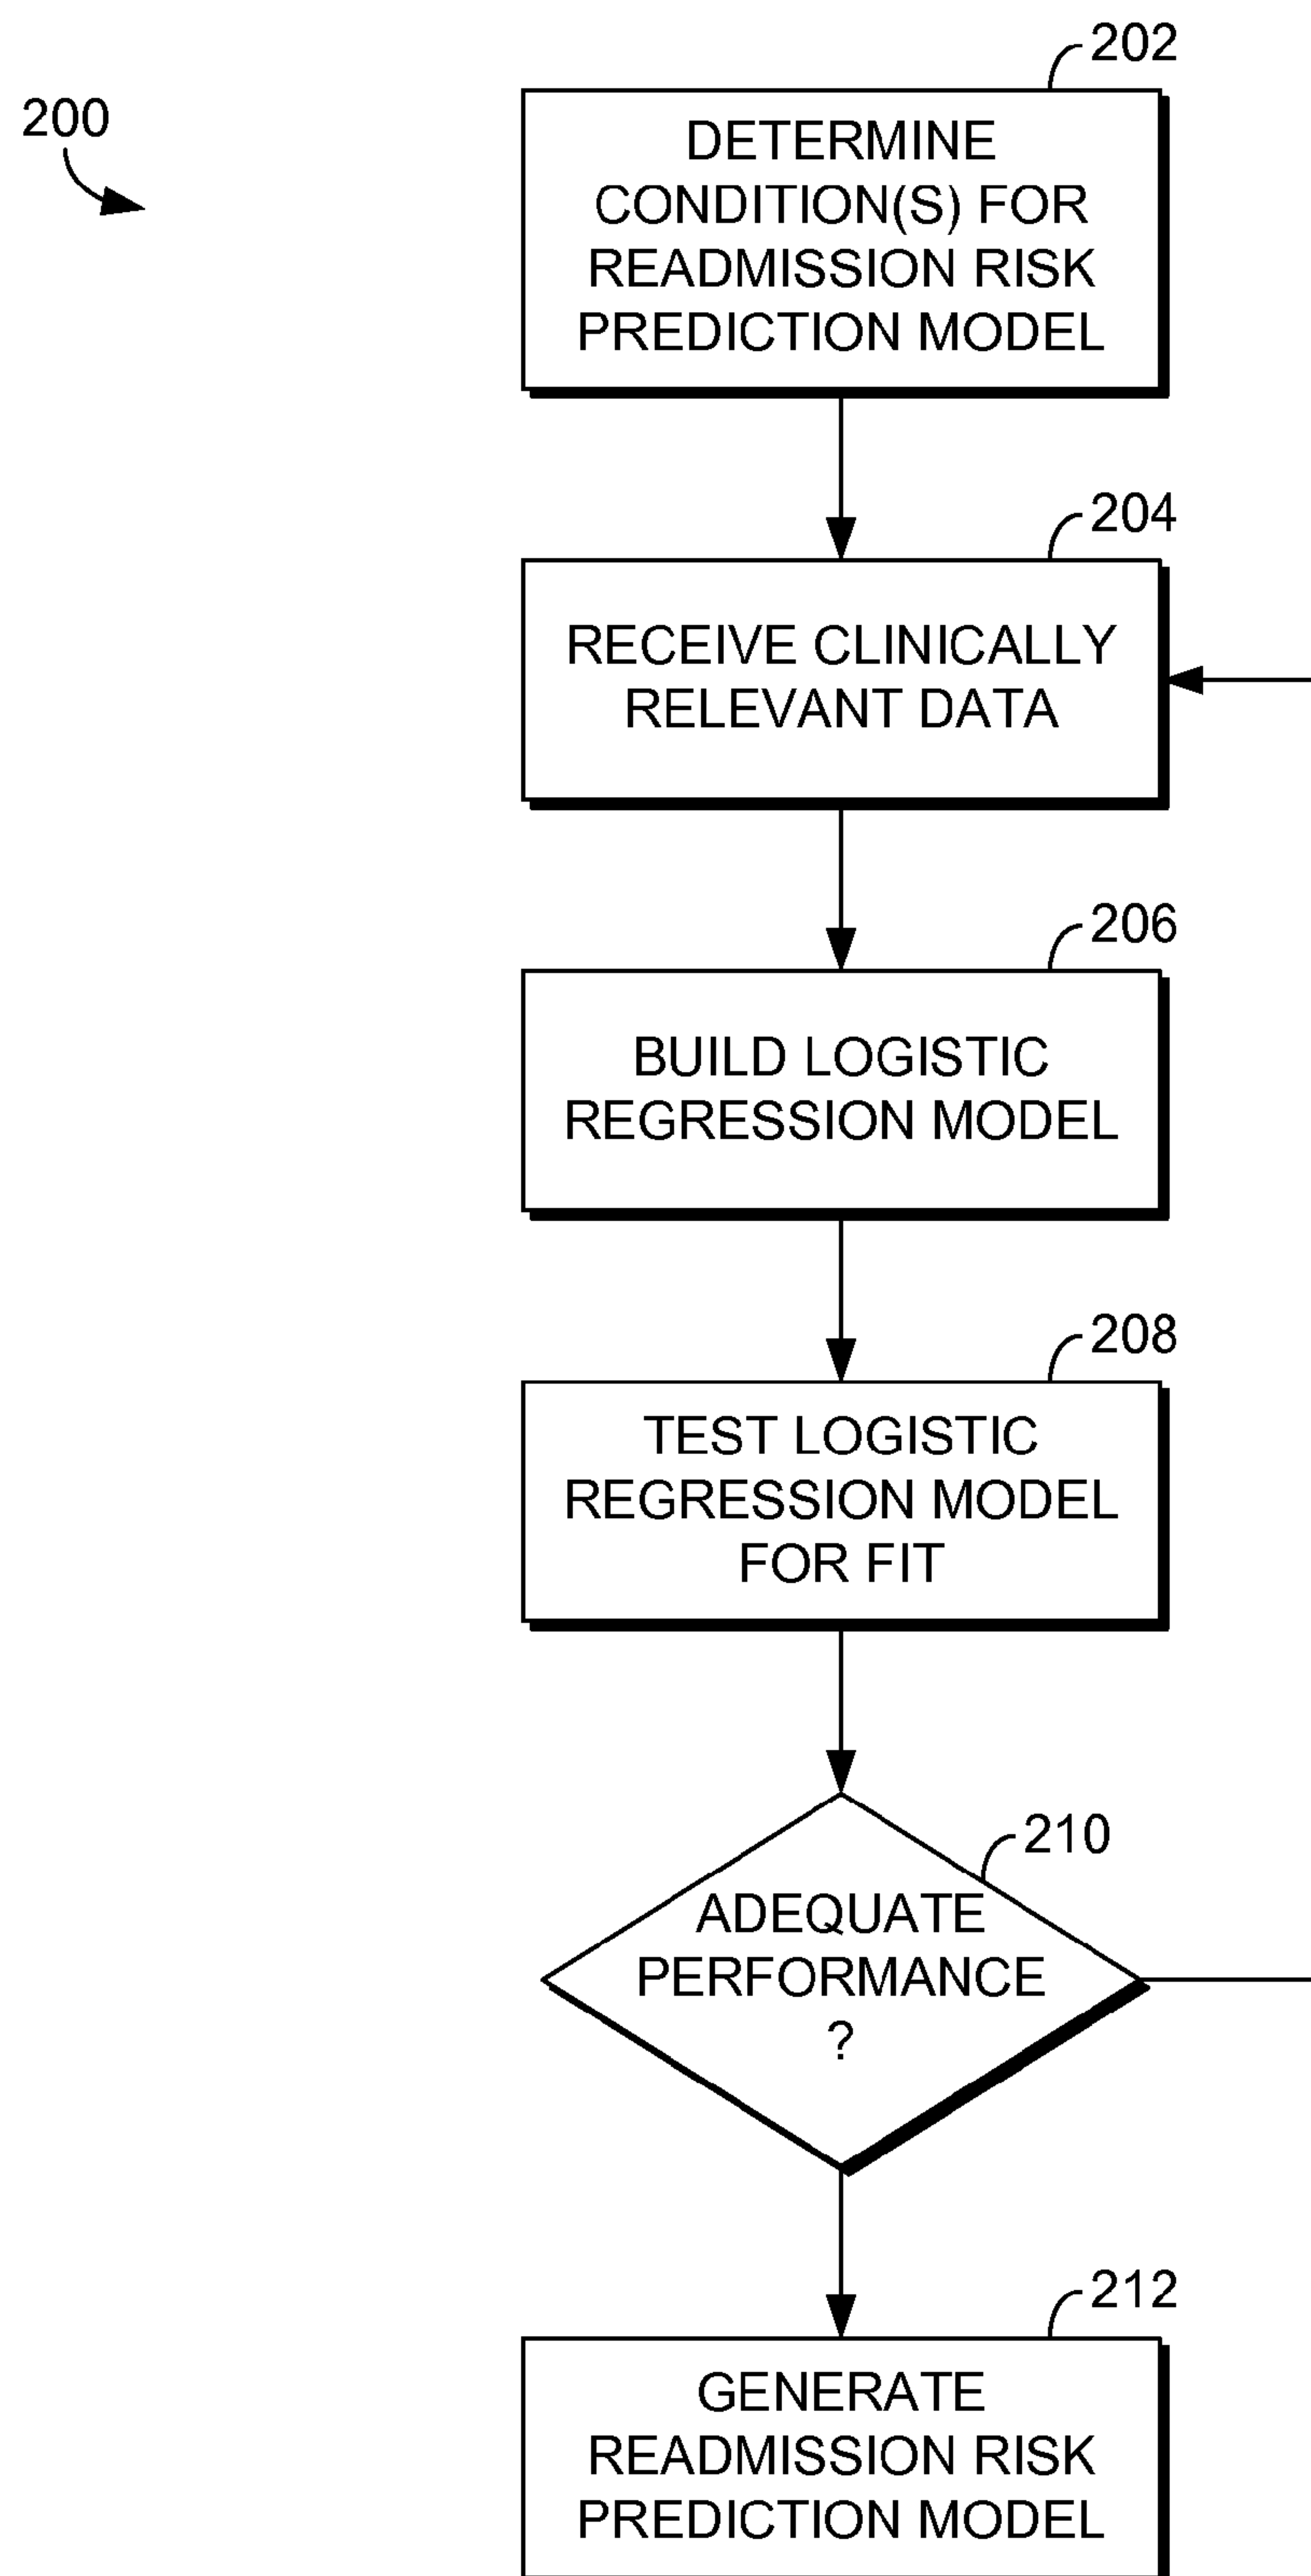 202
200
DETERMINE
CONDITION(S) FOR
READMISSION RISK
PREDICTION MODEL
204
RECEIVE CLINICALLY
RELEVANT DATA
206
BUILD LOGISTIC
REGRESSION MODEL
208
TEST LOGISTIC
REGRESSION MODEL
FOR FIT
210
ADEQUATE
PERFORMANCE
?
212
GENERATE
READMISSION RISK
PREDICTION MODEL